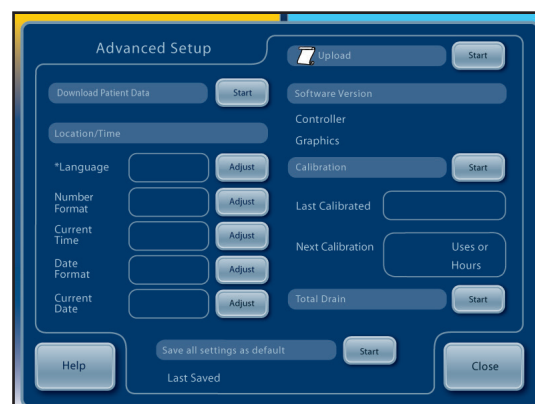 Advanced Setup
Download Patient Data
Start
Location/Time
*Language
Adjust
Number
Format
Adjust
Current
Time
Adjust
Date
Format
Adjust
Current
Date
Adjust
Upload
Start
Software Version
Controller
Graphics
Calibration
Start
Last Calibrated
Next Calibration
Uses or
Hours
Total Drain
Start
Help
Save all settings as default
Start
Last Saved
Close